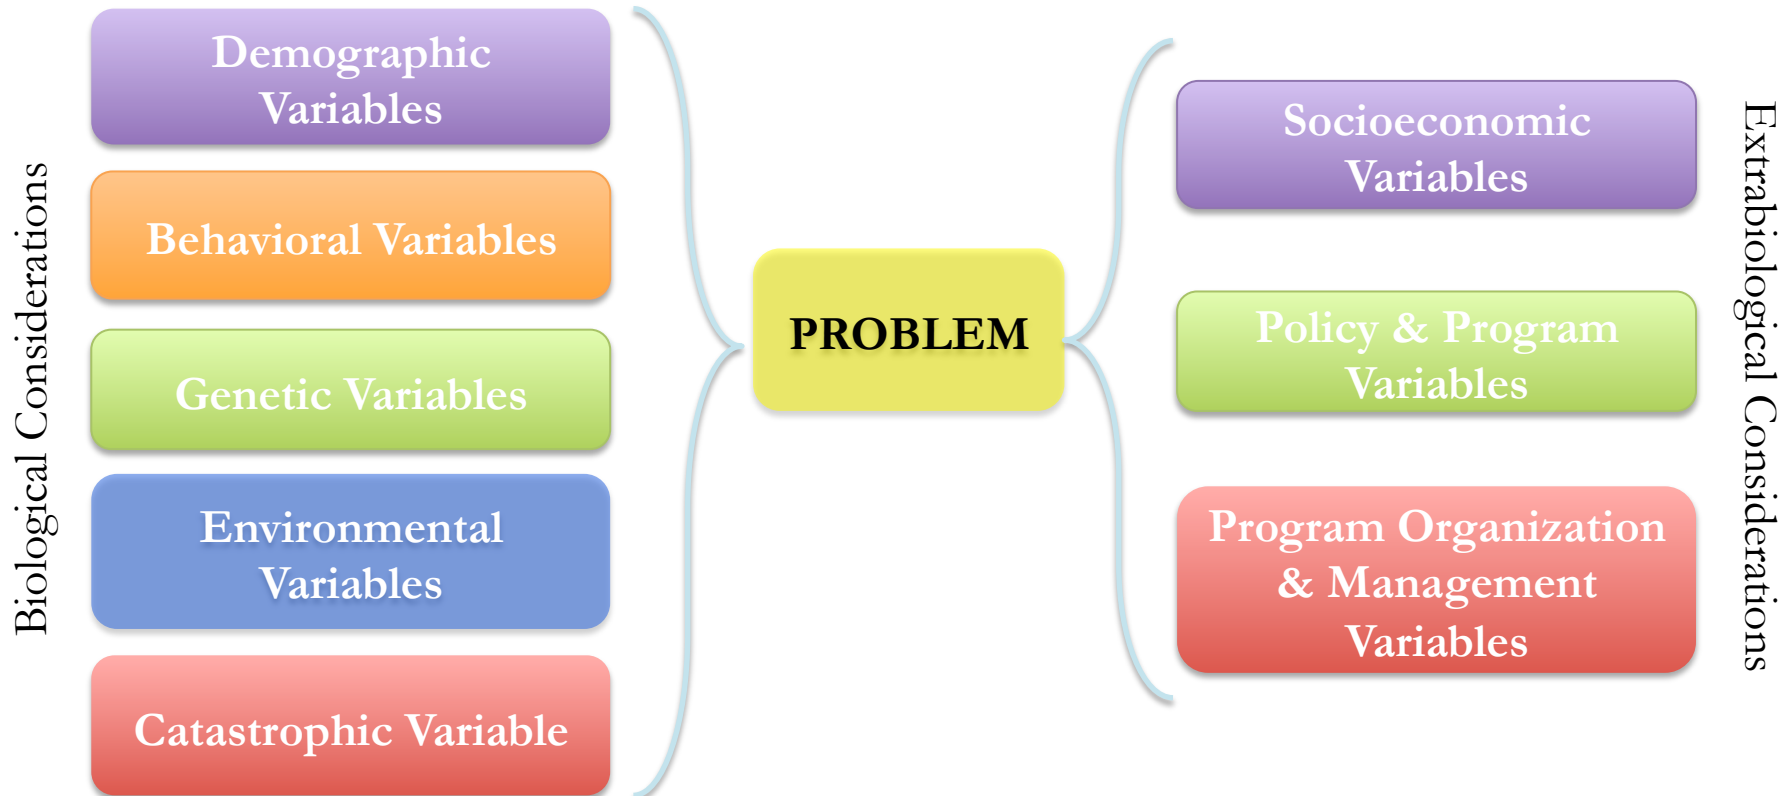 Biological Considerations
Demographic
Variables
Behavioral Variables
Genetic Variables
Environmental
Variables
Catastrophic Variable
PROBLEM
Socioeconomic
Variables
Policy & Program
Variables
Program Organization
& Management
Variables
Extrabiological Considerations